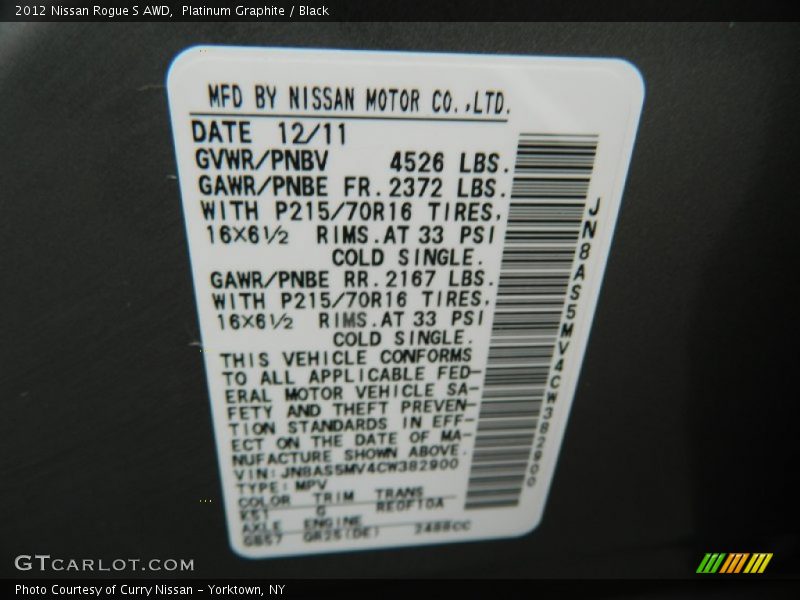 2012 Nissan Rogue S AWD, Platinum Graphite / Black
MFD BY NISSAN MOTOR CO.,LTD.
DATE 12/11
GVWR/PNBV 4526 LBS.
GAWR/PNBE FR. 2372 LBS.
WITH P215/70R16 TIRES,
16×6½ RIMS. AT 33 PSI
COLD SINGLE.
GAWR/PNBE RR. 2167 LBS.
WITH P215/70R16 TIRES,
16×6½ RIMS. AT 33 PSI
COLD SINGLE.
THIS VEHICLE CONFORMS
TO ALL APPLICABLE FED-
ERAL MOTOR VEHICLE SA-
FETY AND THEFT PREVEN-
TION STANDARDS IN EFF-
ECT ON THE DATE OF MA-
NUFACTURE SHOWN ABOVE.
VIN: JN8AS5MV4CW382900
TYPE: MPV
COLOR TRIM TRANS
K51 G RE0F10A
AXLE ENGINE
GB57 QR25(DE) 2488CC
JN8AS5MV4CW382900
GTCARLOT.COM
Photo Courtesy of Curry Nissan - Yorktown, NY